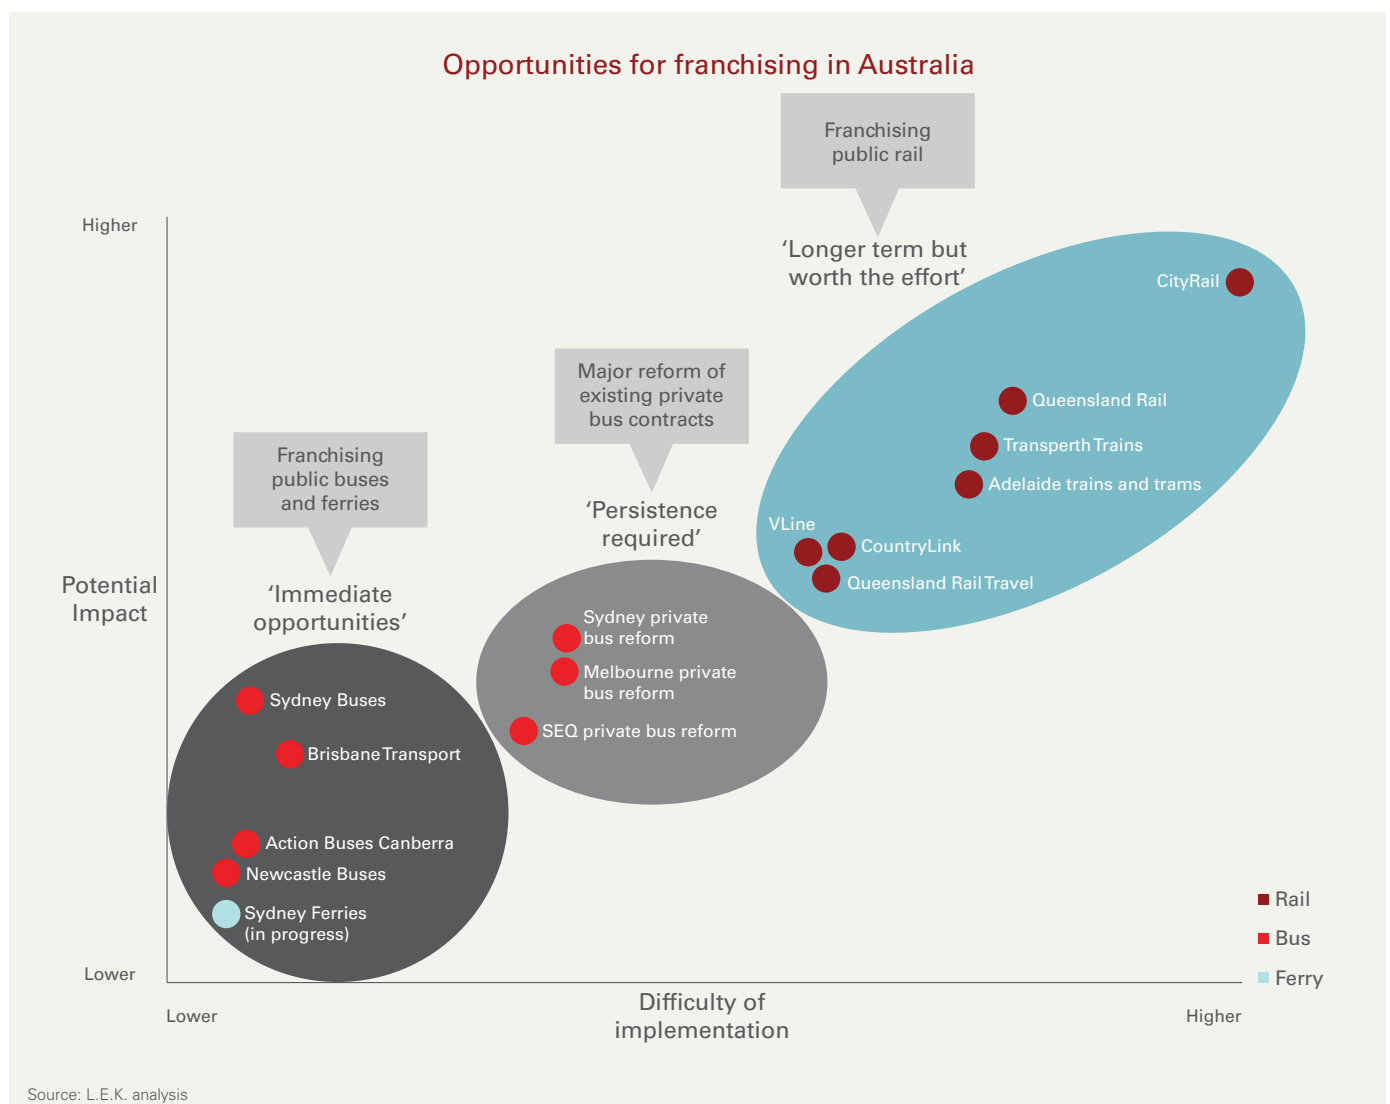 Opportunities for franchising in Australia
Franchising
public rail
Higher
‘Longer term but
worth the effort’
CityRail
Major reform of
existing private
bus contracts
Queensland Rail
Transperth Trains
Adelaide trains and trams
Franchising
public buses
and ferries
‘Persistence
required’
VLine
CountryLink
Queensland Rail Travel
Potential
Impact
‘Immediate
opportunities’
Sydney private
bus reform
Melbourne private
bus reform
SEQ private bus reform
Sydney Buses
Brisbane Transport
Action Buses Canberra
Newcastle Buses
Sydney Ferries
(in progress)
Rail
Bus
Ferry
Lower
Lower
Difficulty of
implementation
Higher
Source: L.E.K. analysis